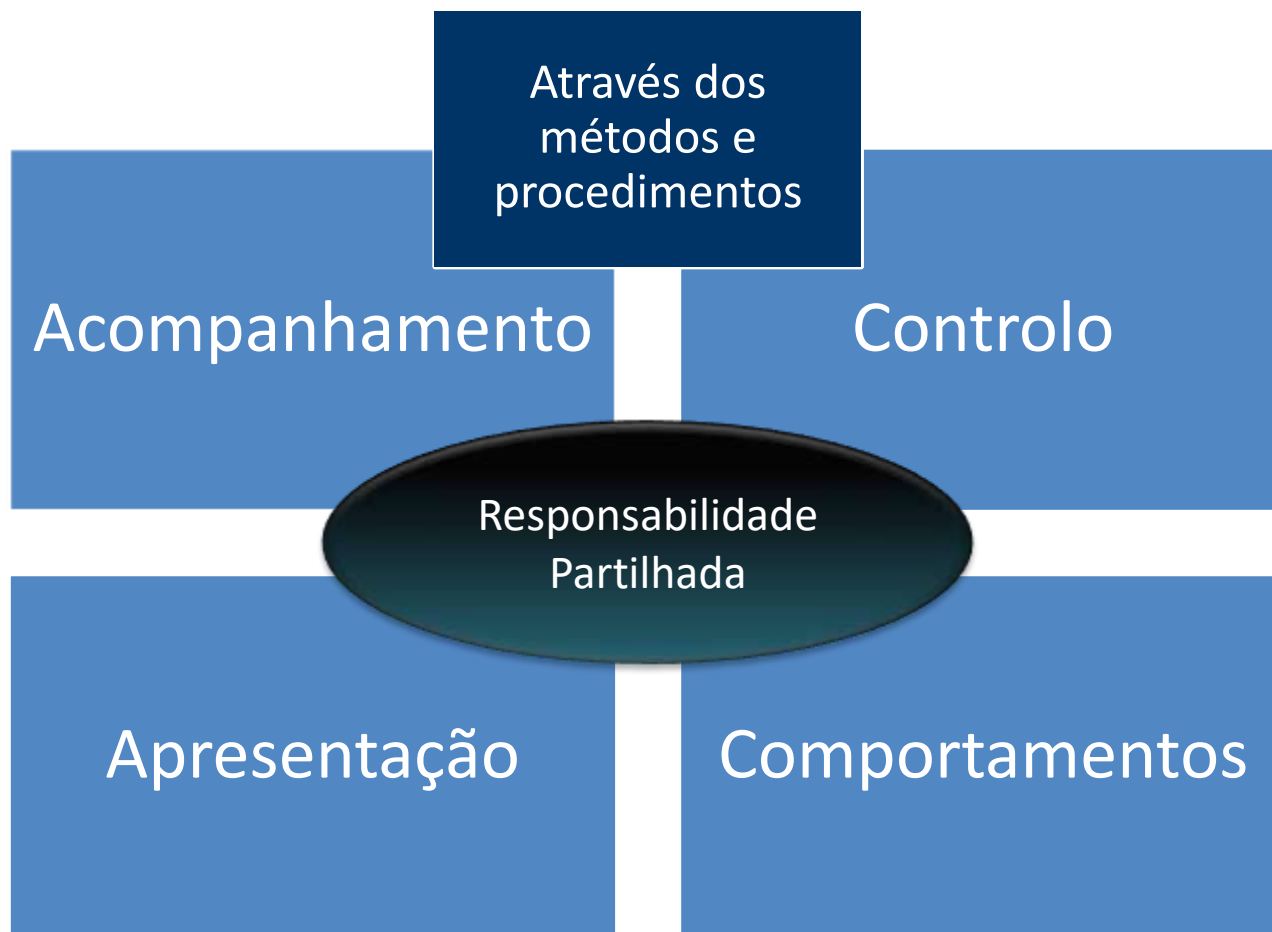 Através dos
métodos e
procedimentos
Acompanhamento
Controlo
Responsabilidade
Partilhada
Apresentação
Comportamentos